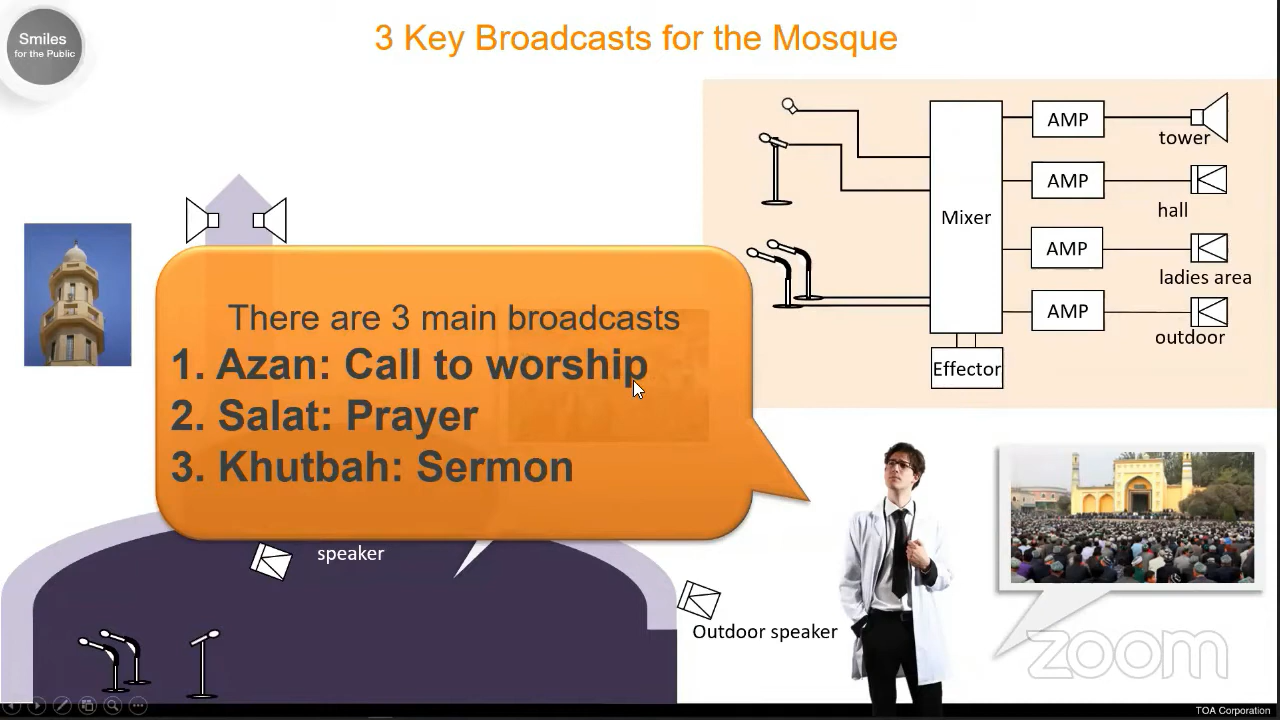 Smiles
for the Public
3 Key Broadcasts for the Mosque
AMP
tower
AMP
hall
Mixer
AMP
ladies area
AMP
outdoor
Effector
There are 3 main broadcasts
1. Azan: Call to worship
2. Salat: Prayer
3. Khutbah: Sermon
speaker
Outdoor speaker
zoom
TOA Corporation